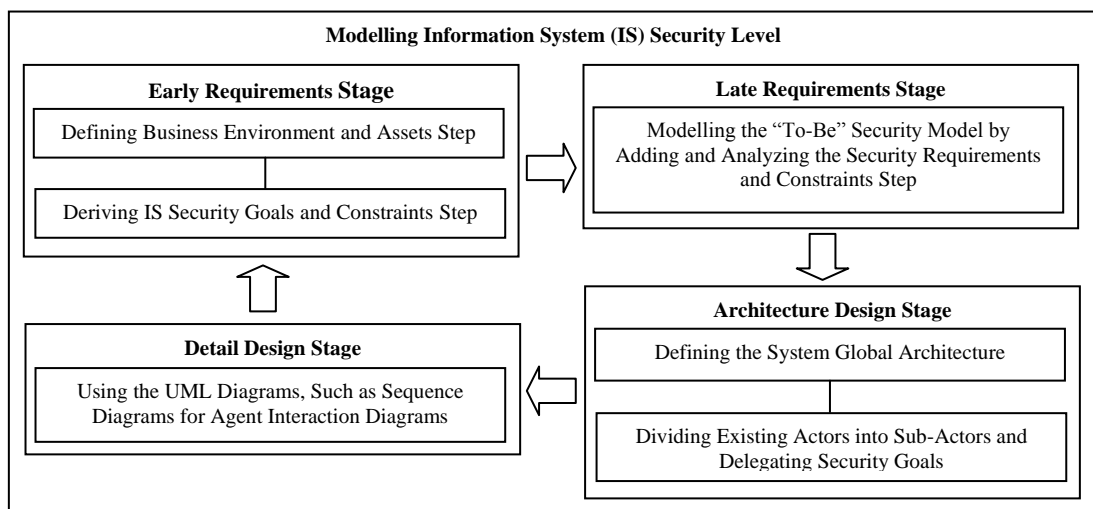 Modelling Information System (IS) Security Level
Early Requirements Stage
Defining Business Environment and Assets Step
Deriving IS Security Goals and Constraints Step
Late Requirements Stage
Modelling the “To-Be” Security Model by
Adding and Analyzing the Security Requirements
and Constraints Step
Architecture Design Stage
Defining the System Global Architecture
Dividing Existing Actors into Sub-Actors and
Delegating Security Goals
Detail Design Stage
Using the UML Diagrams, Such as Sequence
Diagrams for Agent Interaction Diagrams